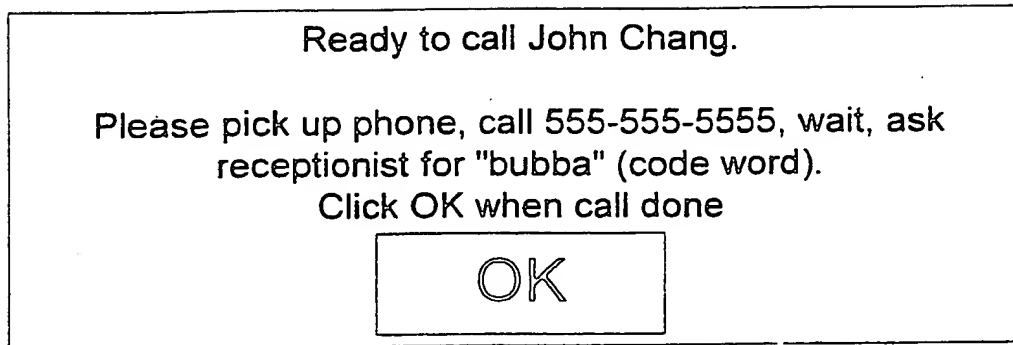 Ready to call John Chang.
Please pick up phone, call 555-555-5555, wait, ask
receptionist for "bubba" (code word).
Click OK when call done
OK